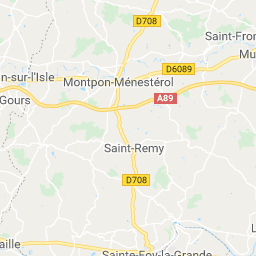 D708
Saint-Fron
Mu
D6089
n-sur-l'Isle
Montpon-Ménestérol
A89
Gours
Saint-Remy
D708
aille
Sainte-Foy-la-Grande